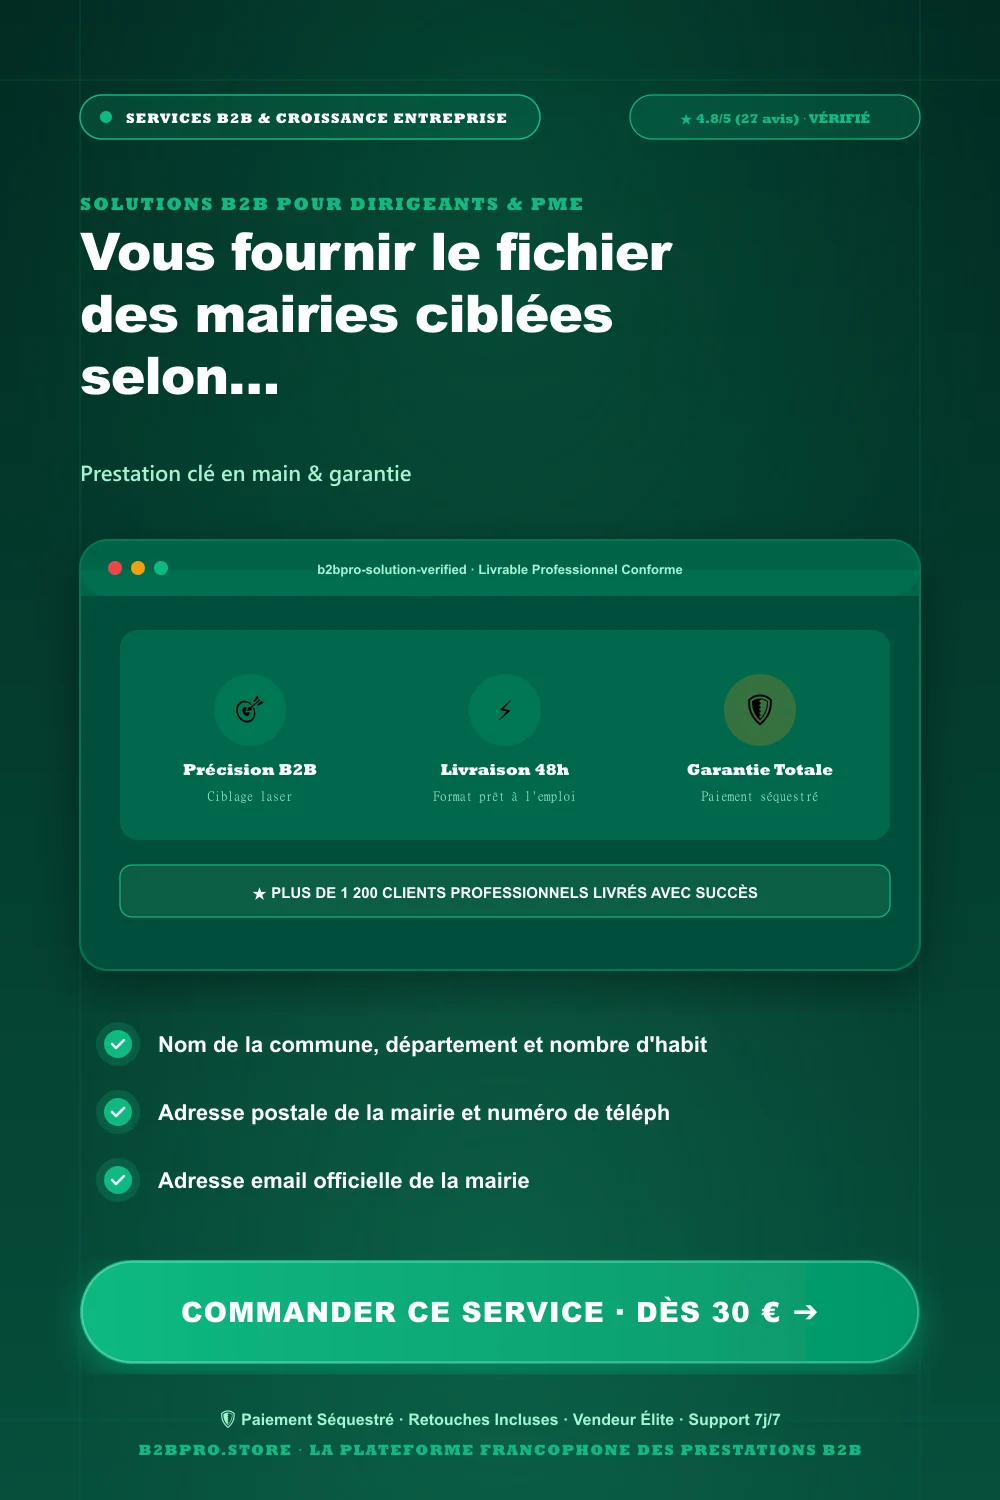 SERVICES B2B & CROISSANCE ENTREPRISE
★ 4.8/5 (27 avis) · VÉRIFIÉ
SOLUTIONS B2B POUR DIRIGEANTS & PME
Vous fournir le fichier
des mairies ciblées
selon...
Prestation clé en main & garantie
b2bpro-solution-verified · Livrable Professionnel Conforme
Précision B2B
Livraison 48h
Garantie Totale
Ciblage laser
Format prêt à l'emploi
Paiement séquestré
★ PLUS DE 1 200 CLIENTS PROFESSIONNELS LIVRÉS AVEC SUCCÈS
Nom de la commune, département et nombre d'habit
Adresse postale de la mairie et numéro de téléph
Adresse email officielle de la mairie
COMMANDER CE SERVICE · DÈS 30 € →
Paiement Séquestré · Retouches Incluses · Vendeur Élite · Support 7j/7
B2BPRO.STORE · LA PLATEFORME FRANCOPHONE DES PRESTATIONS B2B